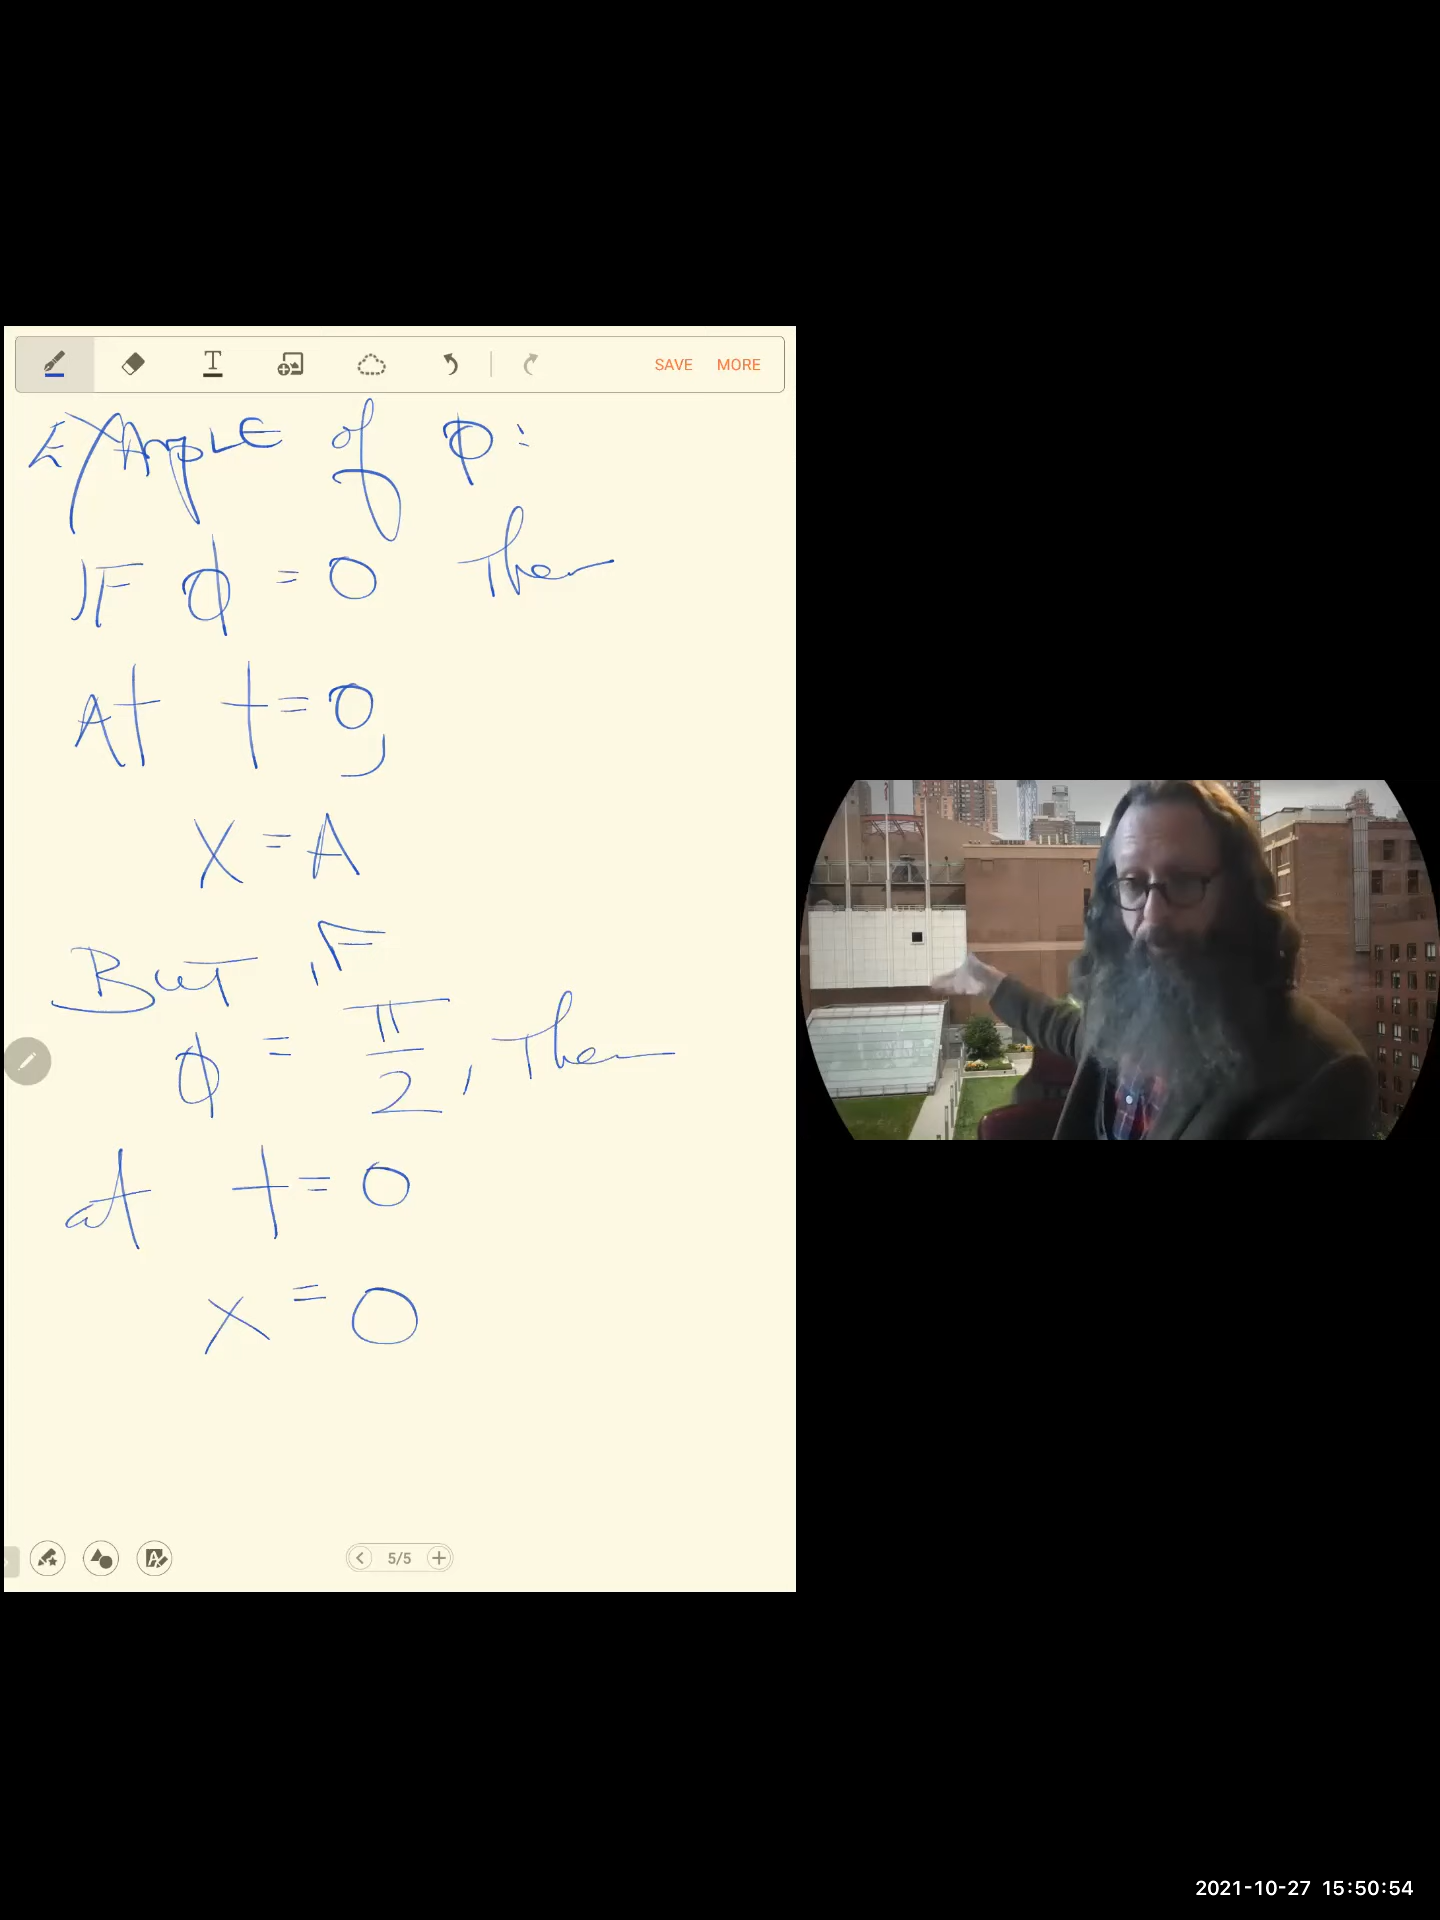 SAVE MORE
EXAMPLE of φ:
IF φ = 0 Then
At t = 0,
x = A
But IF
φ = π/2, Then
at t = 0
x = 0
5/5
2021-10-27 15:50:54